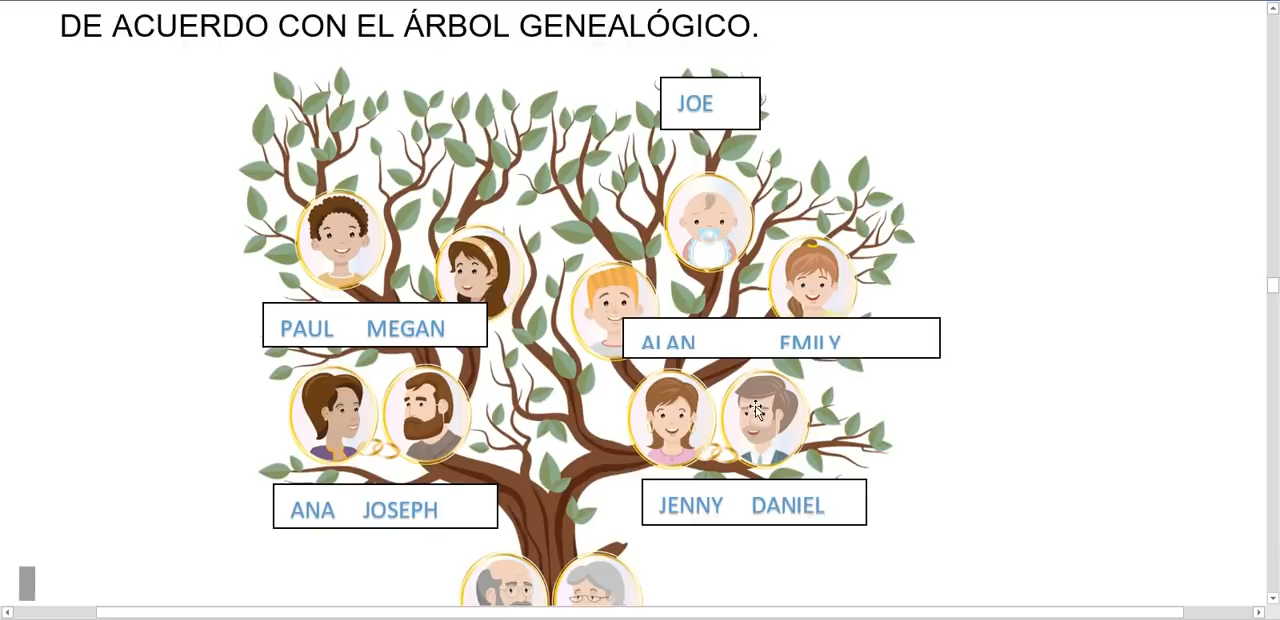 DE ACUERDO CON EL ÁRBOL GENEALÓGICO.
JOE
PAUL MEGAN
ALAN EMILY
ANA JOSEPH
JENNY DANIEL